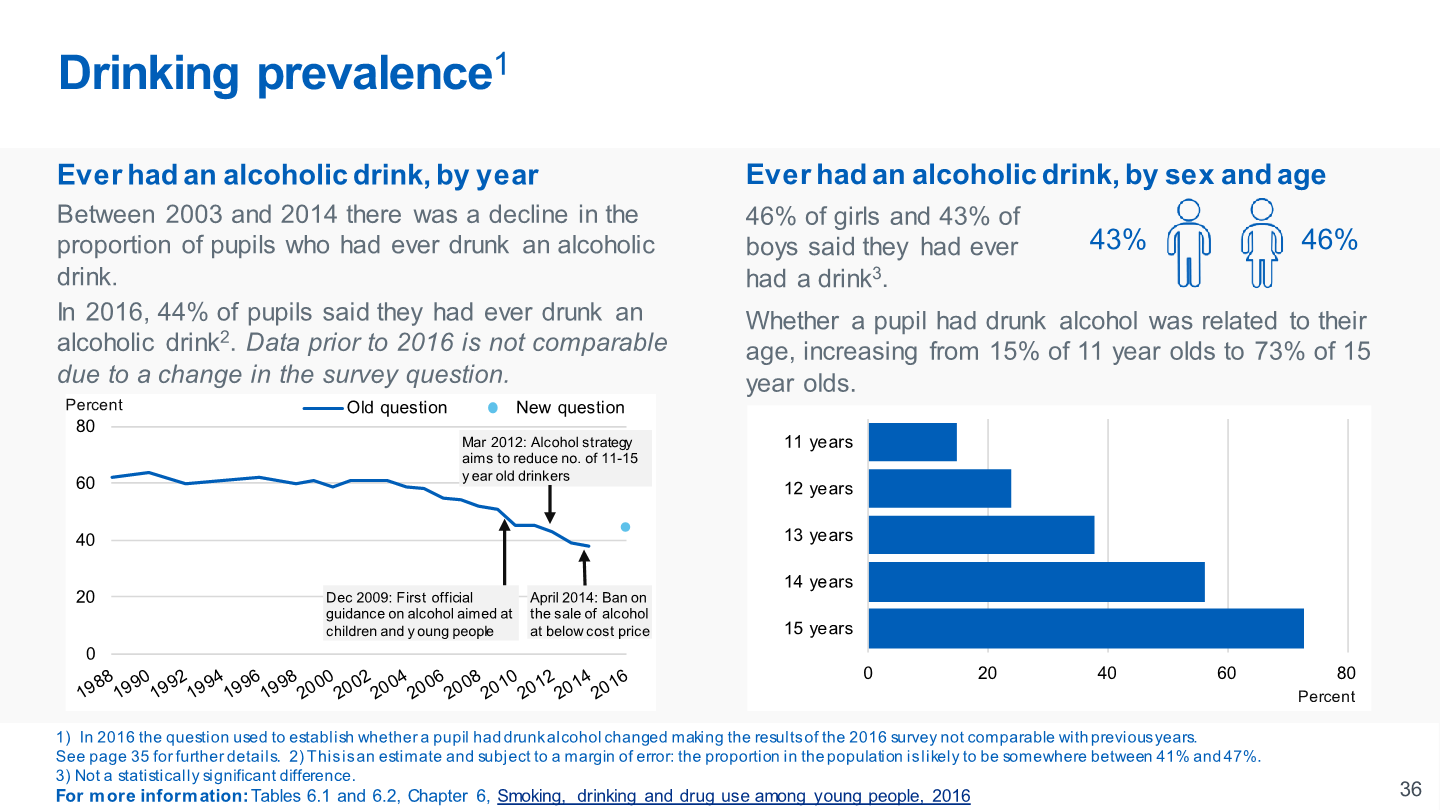 Drinking prevalence1
Ever had an alcoholic drink, by year
Between 2003 and 2014 there was a decline in the
proportion of pupils who had ever drunk an alcoholic
drink.
In 2016, 44% of pupils said they had ever drunk an
alcoholic drink2. Data prior to 2016 is not comparable
due to a change in the survey question.
Percent
Old question
New question
80
60
40
20
0
Mar 2012: Alcohol strategy
aims to reduce no. of 11-15
year old drinkers
Dec 2009: First official
guidance on alcohol aimed at
children and young people
April 2014: Ban on
the sale of alcohol
at below cost price
1988 1990 1992 1994 1996 1998 2000 2002 2004 2006 2008 2010 2012 2014 2016
Ever had an alcoholic drink, by sex and age
46% of girls and 43% of
boys said they had ever
had a drink3.
43%
46%
Whether a pupil had drunk alcohol was related to their
age, increasing from 15% of 11 year olds to 73% of 15
year olds.
11 years
12 years
13 years
14 years
15 years
0 20 40 60 80
Percent
1) In 2016 the question used to establish whether a pupil had drunk alcohol changed making the results of the 2016 survey not comparable with previous years.
See page 35 for further details. 2) This is an estimate and subject to a margin of error: the proportion in the population is likely to be somewhere between 41% and 47%.
3) Not a statistically significant difference.
For more information: Tables 6.1 and 6.2, Chapter 6, Smoking, drinking and drug use among young people, 2016
36